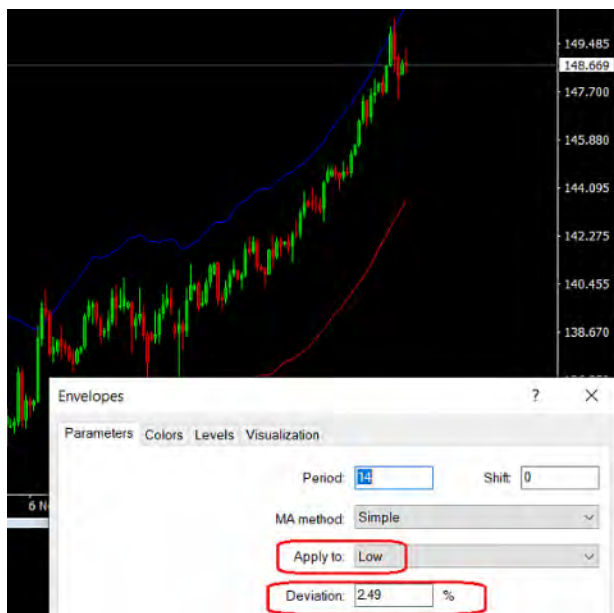 149.485
148.669
147.700
145.880
144.095
142.275
140.455
138.670
Envelopes ? X
Parameters Colors Levels Visualization
Period: 14 Shift: 0
MA method: Simple
Apply to: Low
Deviation: 2.49 %